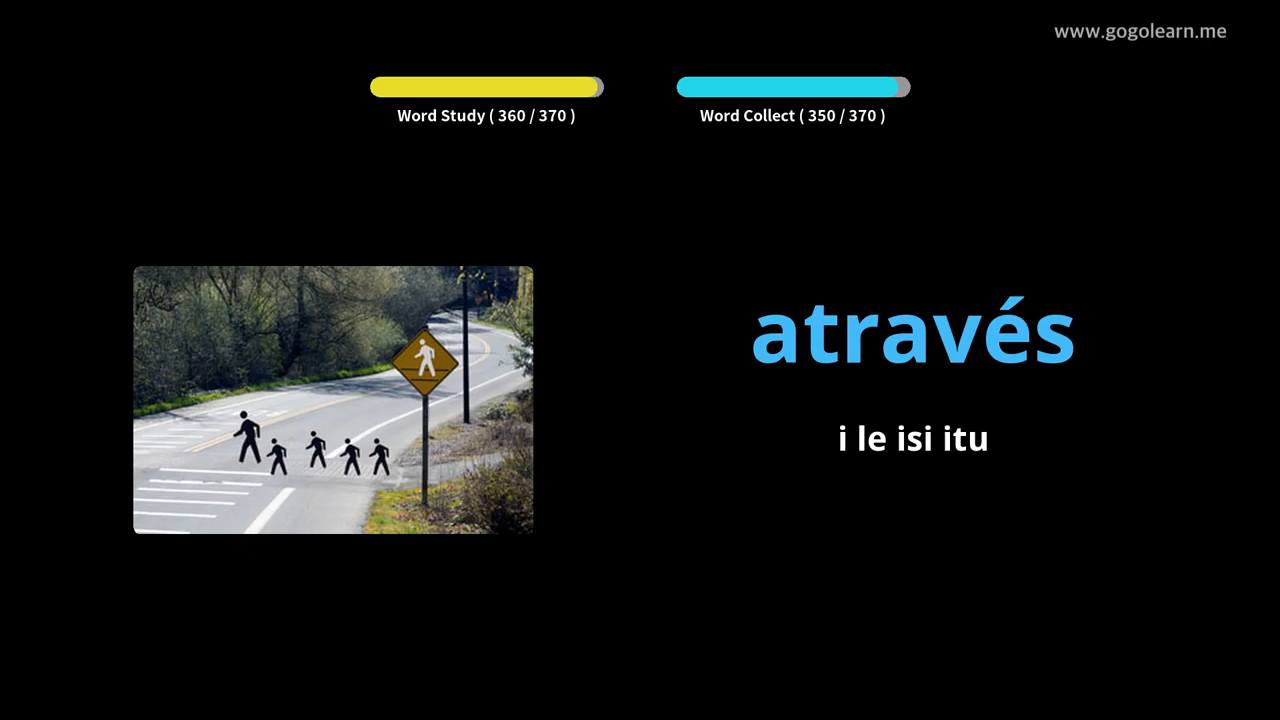 www.gogolearn.me
Word Study ( 360 / 370 )
Word Collect ( 350 / 370 )
através
i le isi itu